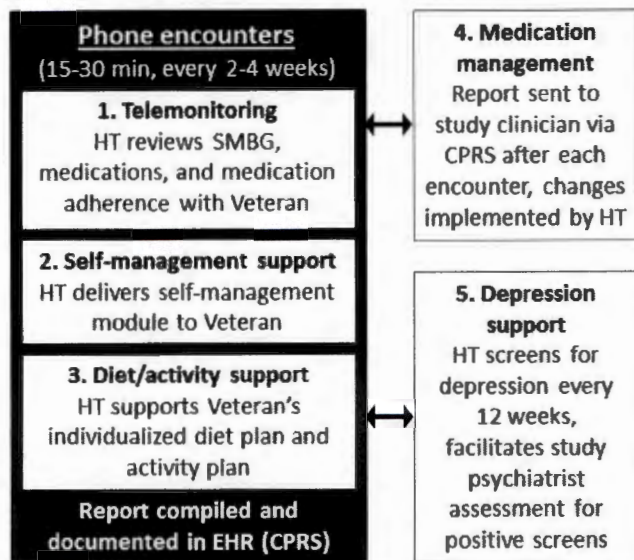 Phone encounters
(15-30 min, every 2-4 weeks)
1. Telemonitoring
HT reviews SMBG,
medications, and medication
adherence with Veteran
2. Self-management support
HT delivers self-management
module to Veteran
3. Diet/activity support
HT supports Veteran's
individualized diet plan and
activity plan
Report compiled and
documented in EHR (CPRS)
4. Medication
management
Report sent to
study clinician via
CPRS after each
encounter, changes
implemented by HT
5. Depression
support
HT screens for
depression every
12 weeks,
facilitates study
psychiatrist
assessment for
positive screens